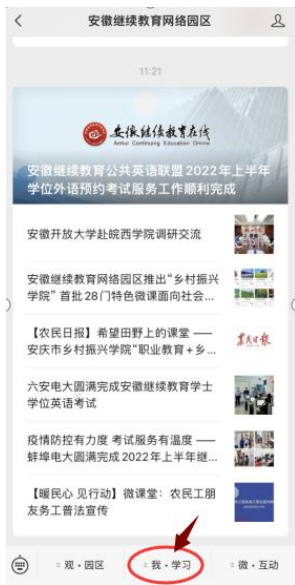 安徽继续教育网络园区
11:21
安徽继续教育在线
Anhui Continuing Education Online
安徽继续教育公共英语联盟2022年上半年
学位外语预约考试服务工作顺利完成
安徽开放大学赴皖西学院调研交流
安徽继续教育网络园区推出“乡村振兴
学院”首批28门特色微课面向社会...
【农民日报】希望田野上的课堂 ——
安庆市乡村振兴学院“职业教育+乡...
农民日报
六安电大圆满完成安徽继续教育学士
学位英语考试
疫情防控有力度 考试服务有温度 ——
蚌埠电大圆满完成2022年上半年继...
【暖民心 见行动】微课堂：农民工朋
友务工普法宣传
观·园区
我·学习
微·互动